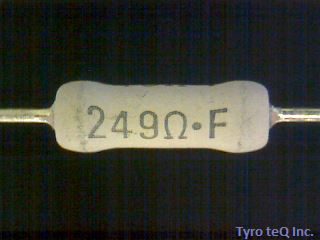 249Ω·F
Tyro teQ Inc.